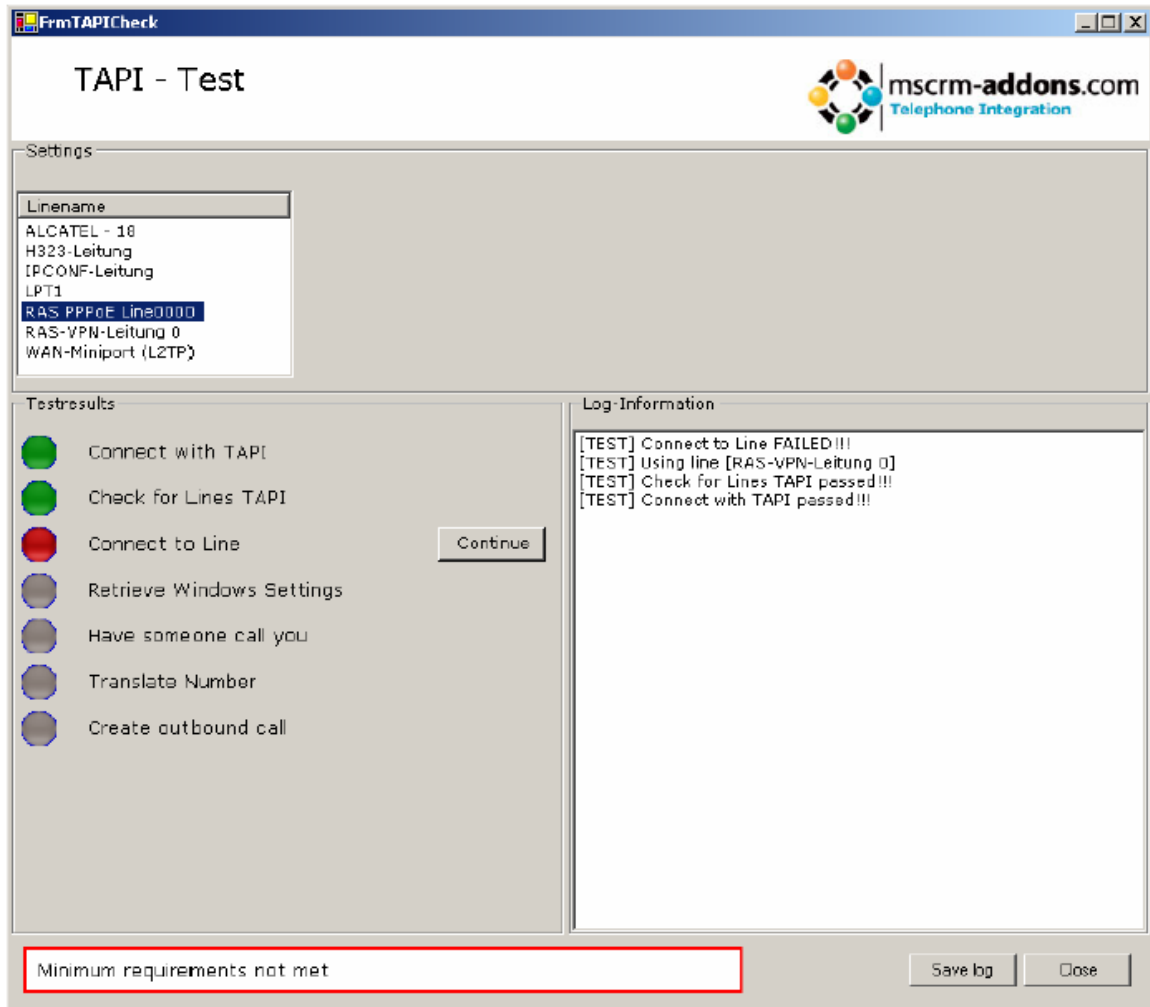 FrmTAPICheck
TAPI - Test
mscrm-addons.com
Telephone Integration
Settings
Linename
ALCATEL - 18
H323-Leitung
IPCONF-Leitung
LPT1
RAS PPPoE Line0000
RAS-VPN-Leitung 0
WAN-Miniport (L2TP)
Testresults
Connect with TAPI
Check for Lines TAPI
Connect to Line
Continue
Retrieve Windows Settings
Have someone call you
Translate Number
Create outbound call
Log-Information
[TEST] Connect to Line FAILED!!!
[TEST] Using line [RAS-VPN-Leitung 0]
[TEST] Check for Lines TAPI passed!!!
[TEST] Connect with TAPI passed!!!
Minimum requirements not met
Save log
Close